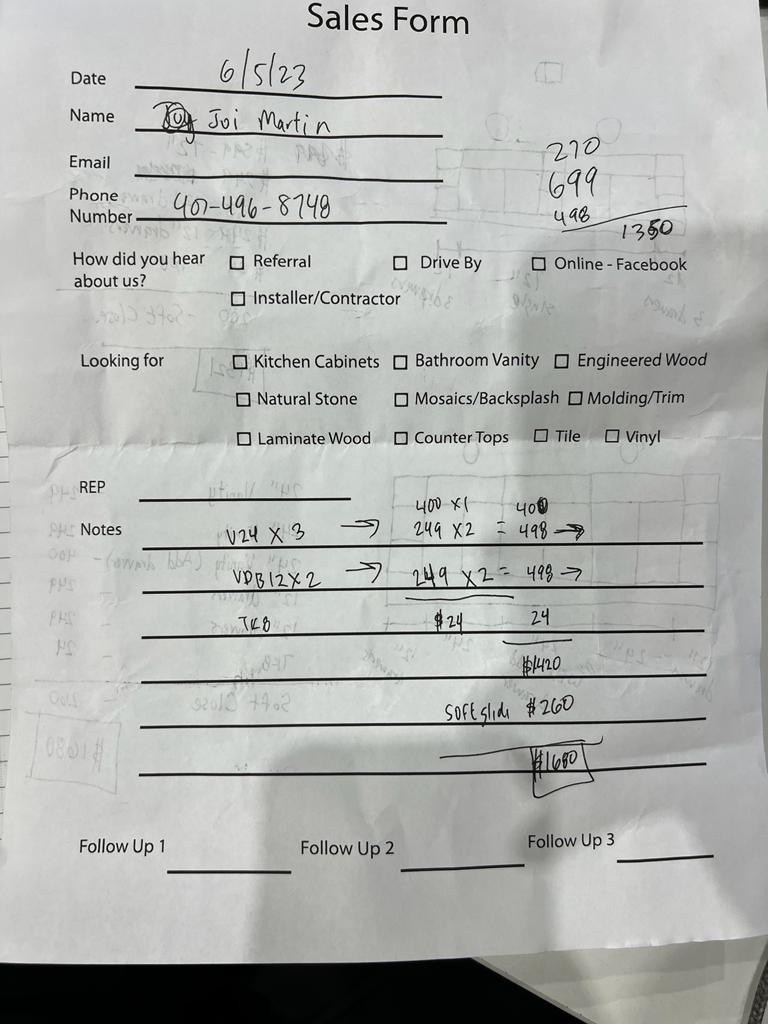 Sales Form
Date 6/5/23
Name Joi Martin
Email
270
699
498
1350
Phone
Number 407-496-8748
How did you hear
about us?
Referral
Drive By
Online - Facebook
Installer/Contractor
Looking for
Kitchen Cabinets
Bathroom Vanity
Engineered Wood
Natural Stone
Mosaics/Backsplash
Molding/Trim
Laminate Wood
Counter Tops
Tile
Vinyl
REP
400 x1 400
Notes V24 x 3 → 249 x2 = 498 →
VDB12x2 → 249 x2 = 498 →
TK8 $24 24
$1420
soft slide $260
$1680
Follow Up 1
Follow Up 2
Follow Up 3